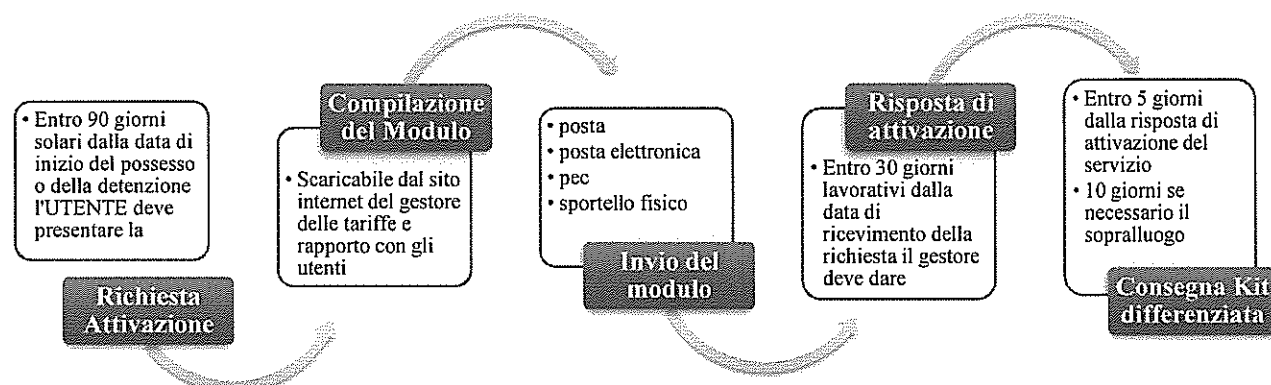 • Entro 90 giorni
solari dalla data di
inizio del possesso
o della detenzione
l'UTENTE deve
presentare la
Richiesta
Attivazione
Compilazione
del Modulo
• Scaricabile dal sito
internet del gestore
delle tariffe e
rapporto con gli
utenti
• posta
• posta elettronica
• pec
• sportello fisico
Invio del
modulo
Risposta di
attivazione
• Entro 30 giorni
lavorativi dalla
data di
ricevimento della
richiesta il gestore
deve dare
• Entro 5 giorni
dalla risposta di
attivazione del
servizio
• 10 giorni se
necessario il
sopralluogo
Consegna Kit
differenziata